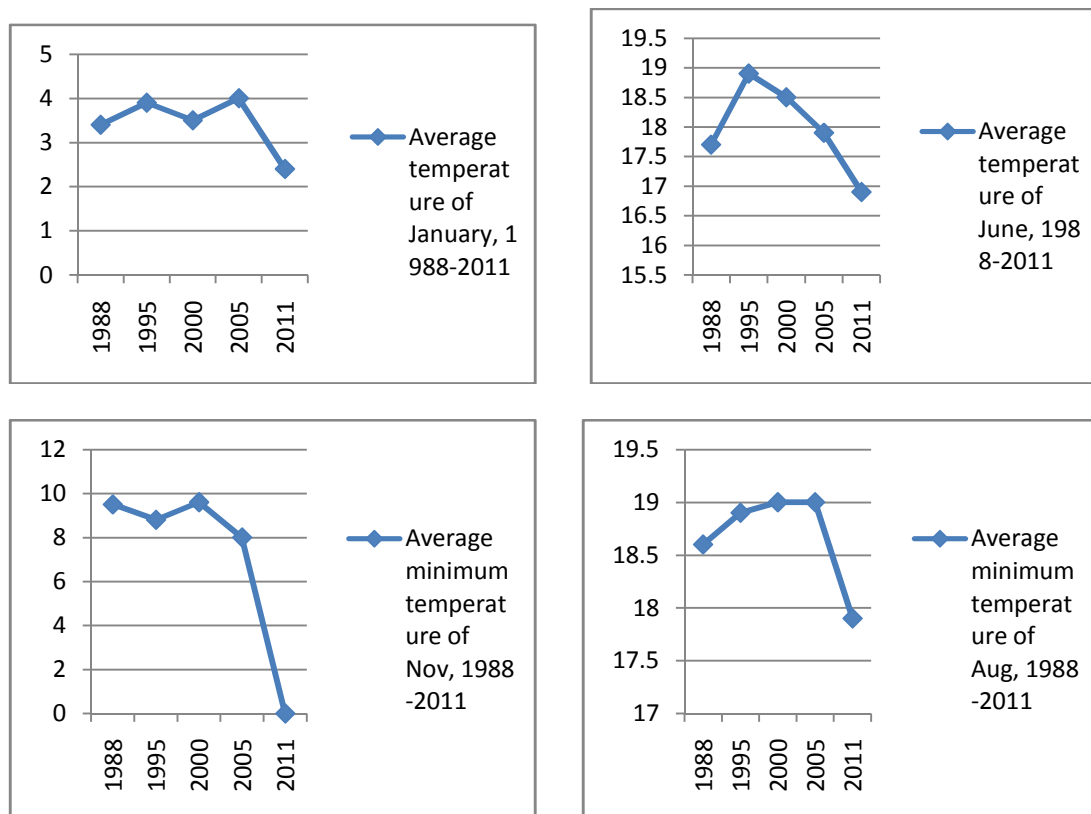 5
4
3
2
1
0
1988
1995
2000
2005
2011
Average
temperat
ure of
January, 1
988-2011
19.5
19
18.5
18
17.5
17
16.5
16
15.5
1988
1995
2000
2005
2011
Average
temperat
ure of
June, 198
8-2011
12
10
8
6
4
2
0
1988
1995
2000
2005
2011
Average
minimum
temperat
ure of
Nov, 1988
-2011
19.5
19
18.5
18
17.5
17
1988
1995
2000
2005
2011
Average
minimum
temperat
ure of
Aug, 1988
-2011